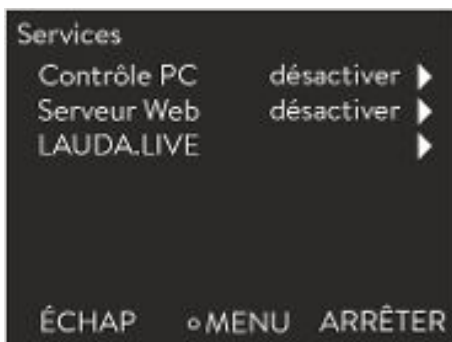 Services
Contrôle PC désactiver ▶
Serveur Web désactiver ▶
LAUDA.LIVE ▶
ÉCHAP ○ MENU ARRÊTER